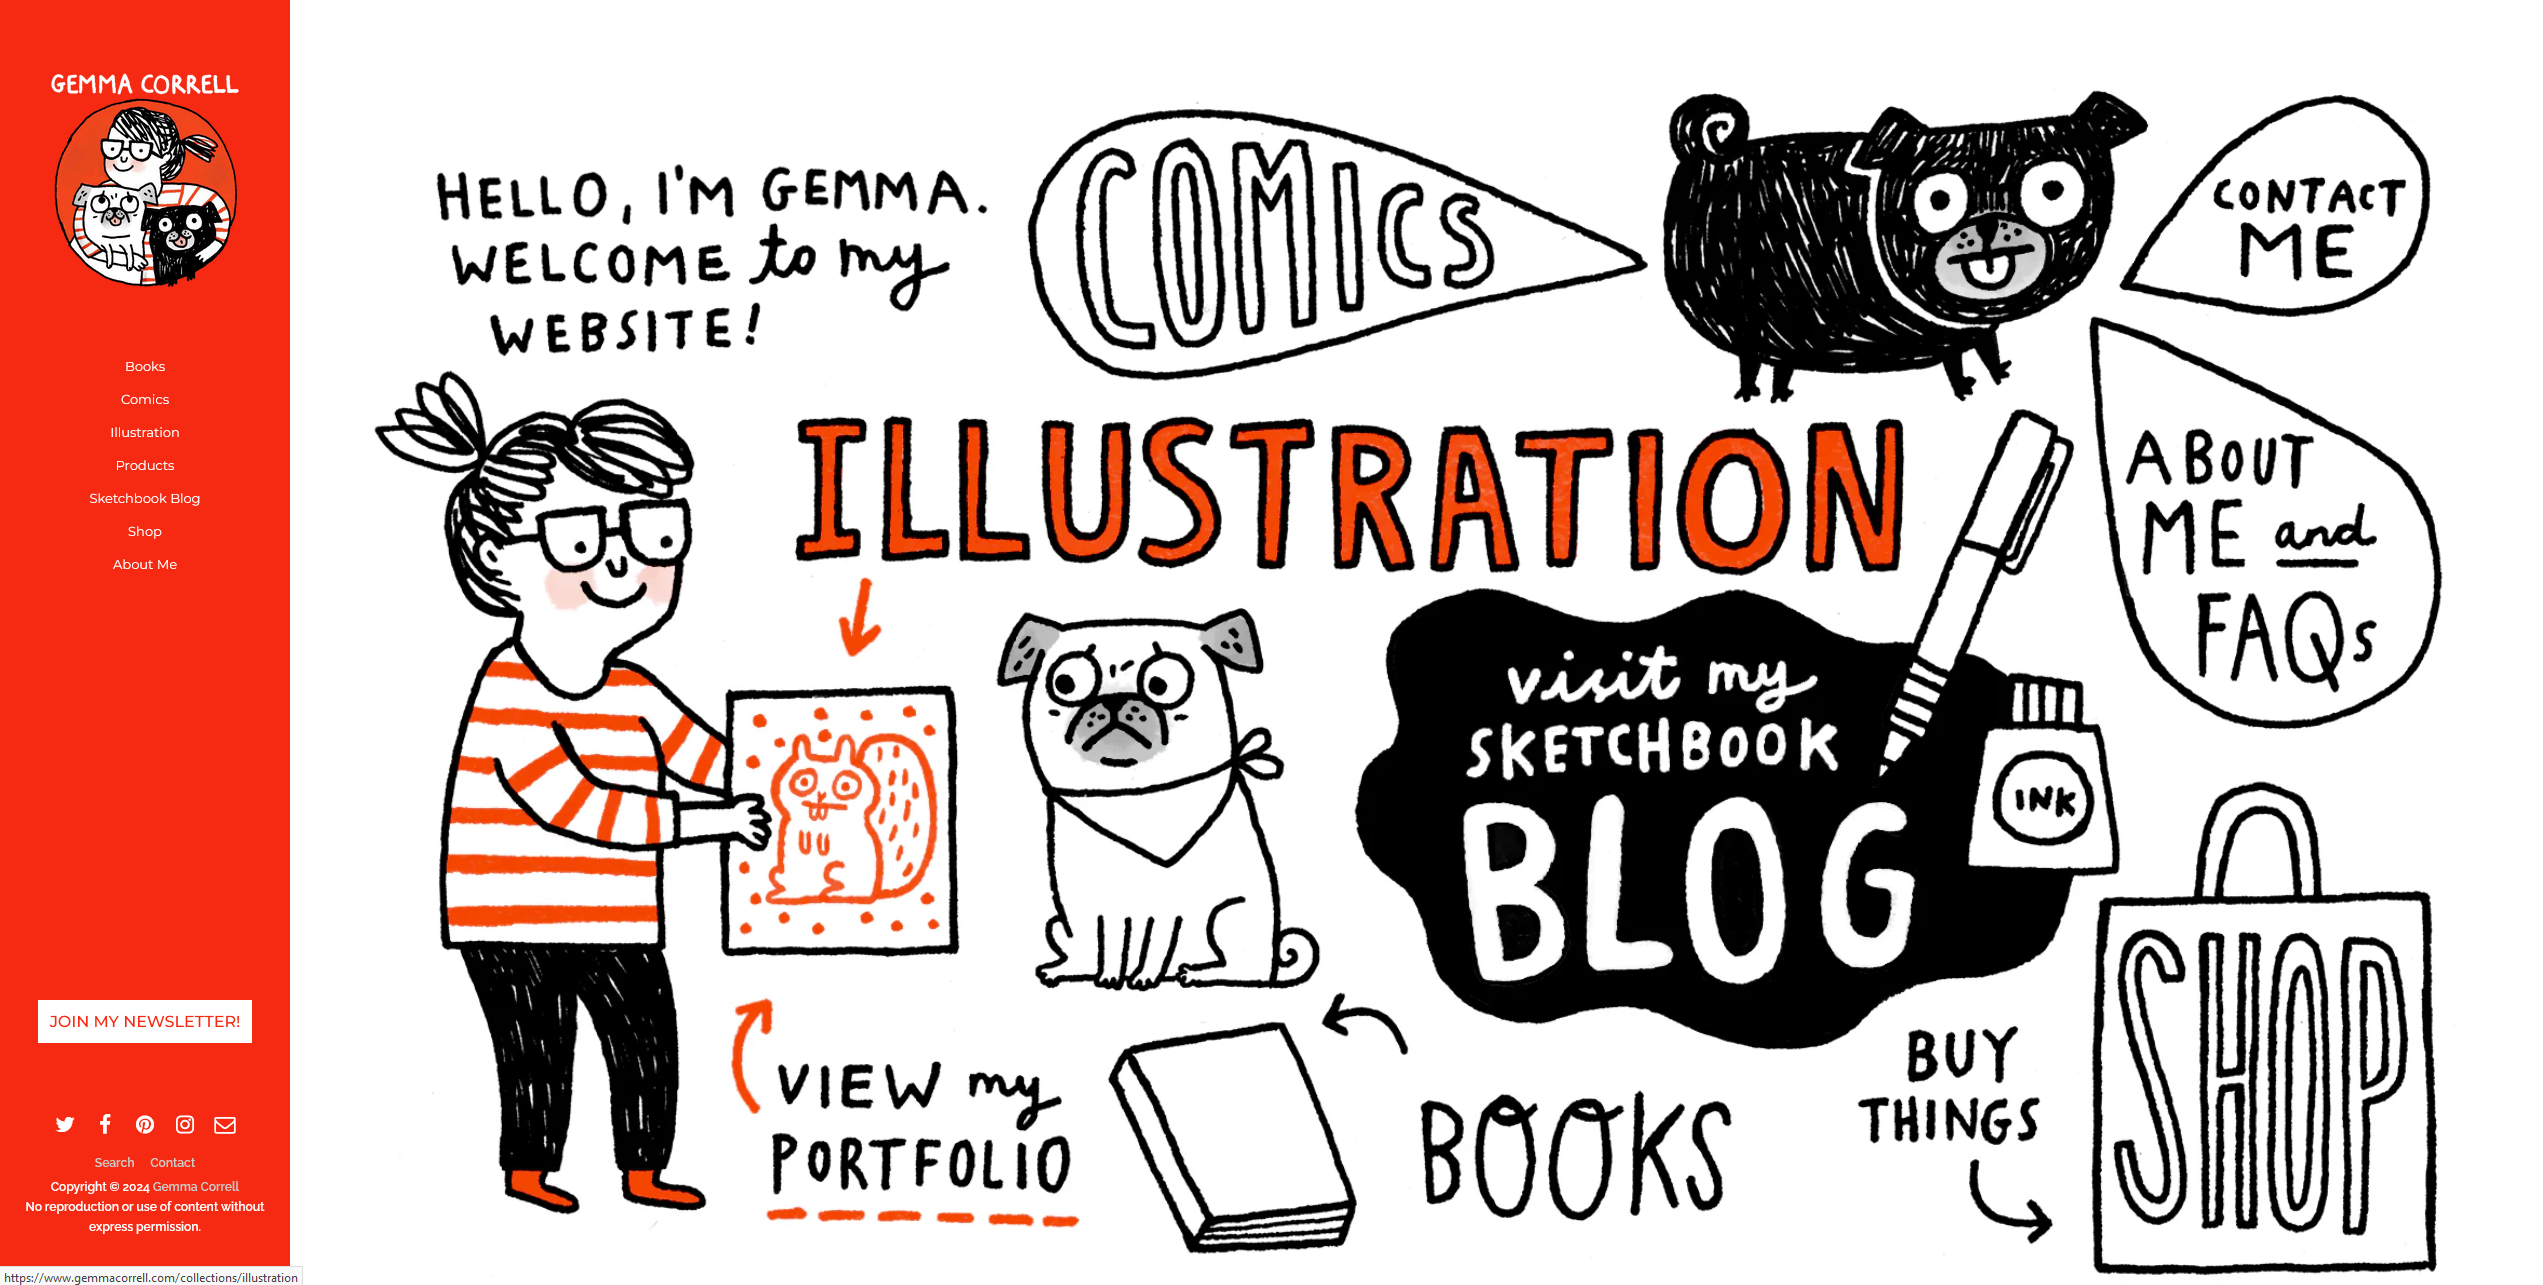 GEMMA CORRELL
Books
Comics
Illustration
Products
Sketchbook Blog
Shop
About Me
JOIN MY NEWSLETTER!
Search Contact
Copyright © 2024 Gemma Correll
No reproduction or use of content without
express permission.
https://www.gemmacorrell.com/collections/illustration
HELLO, I'M GEMMA.
WELCOME to my
WEBSITE!
COMICS
CONTACT
ME
ILLUSTRATION
ABOUT
ME and
FAQs
visit my
SKETCHBOOK
BLOG
INK
VIEW my
PORTFOLIO
BOOKS
BUY
THINGS
SHOP